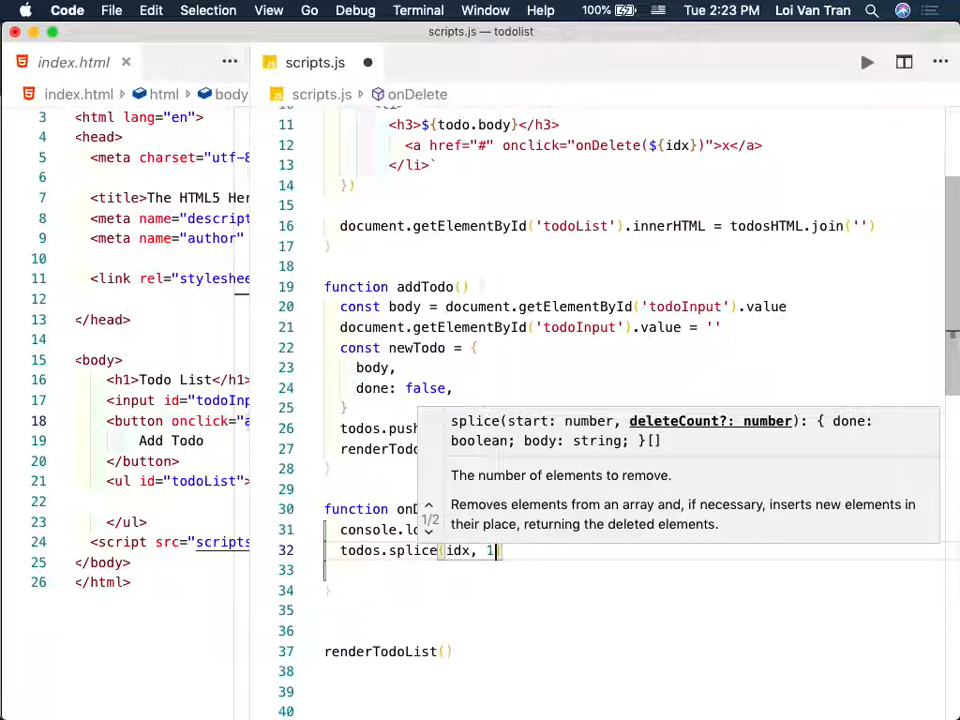 Code File Edit Selection View Go Debug Terminal Window Help 100% Tue 2:23 PM Loi Van Tran
scripts.js — todolist
index.html
scripts.js
index.html html body
scripts.js onDelete
3 <html lang="en">
4 <head>
5 <meta charset="utf-8
6
7 <title>The HTML5 Her
8 <meta name="descript
9 <meta name="author"
10
11 <link rel="styleshee
12
13 </head>
14
15 <body>
16 <h1>Todo List</h1>
17 <input id="todoInp
18 <button onclick="a
19 Add Todo
20 </button>
21 <ul id="todoList">
22
23 </ul>
24 <script src="scripts
25 </body>
26 </html>
11 <h3>${todo.body}</h3>
12 <a href="#" onclick="onDelete(${idx})">x</a>
13 </li>`
14 })
15
16 document.getElementById('todoList').innerHTML = todosHTML.join('')
17 }
18
19 function addTodo() {
20 const body = document.getElementById('todoInput').value
21 document.getElementById('todoInput').value = ''
22 const newTodo = {
23 body,
24 done: false,
25 }
26 todos.push
27 renderTodo
28 }
29
30 function onD
31 console.lo
32 todos.splice(idx, 1)
33
34 }
35
36
37 renderTodoList()
38
39
40
splice(start: number, deleteCount?: number): { done:
boolean; body: string; }[]
The number of elements to remove.
1/2
Removes elements from an array and, if necessary, inserts new elements in
their place, returning the deleted elements.